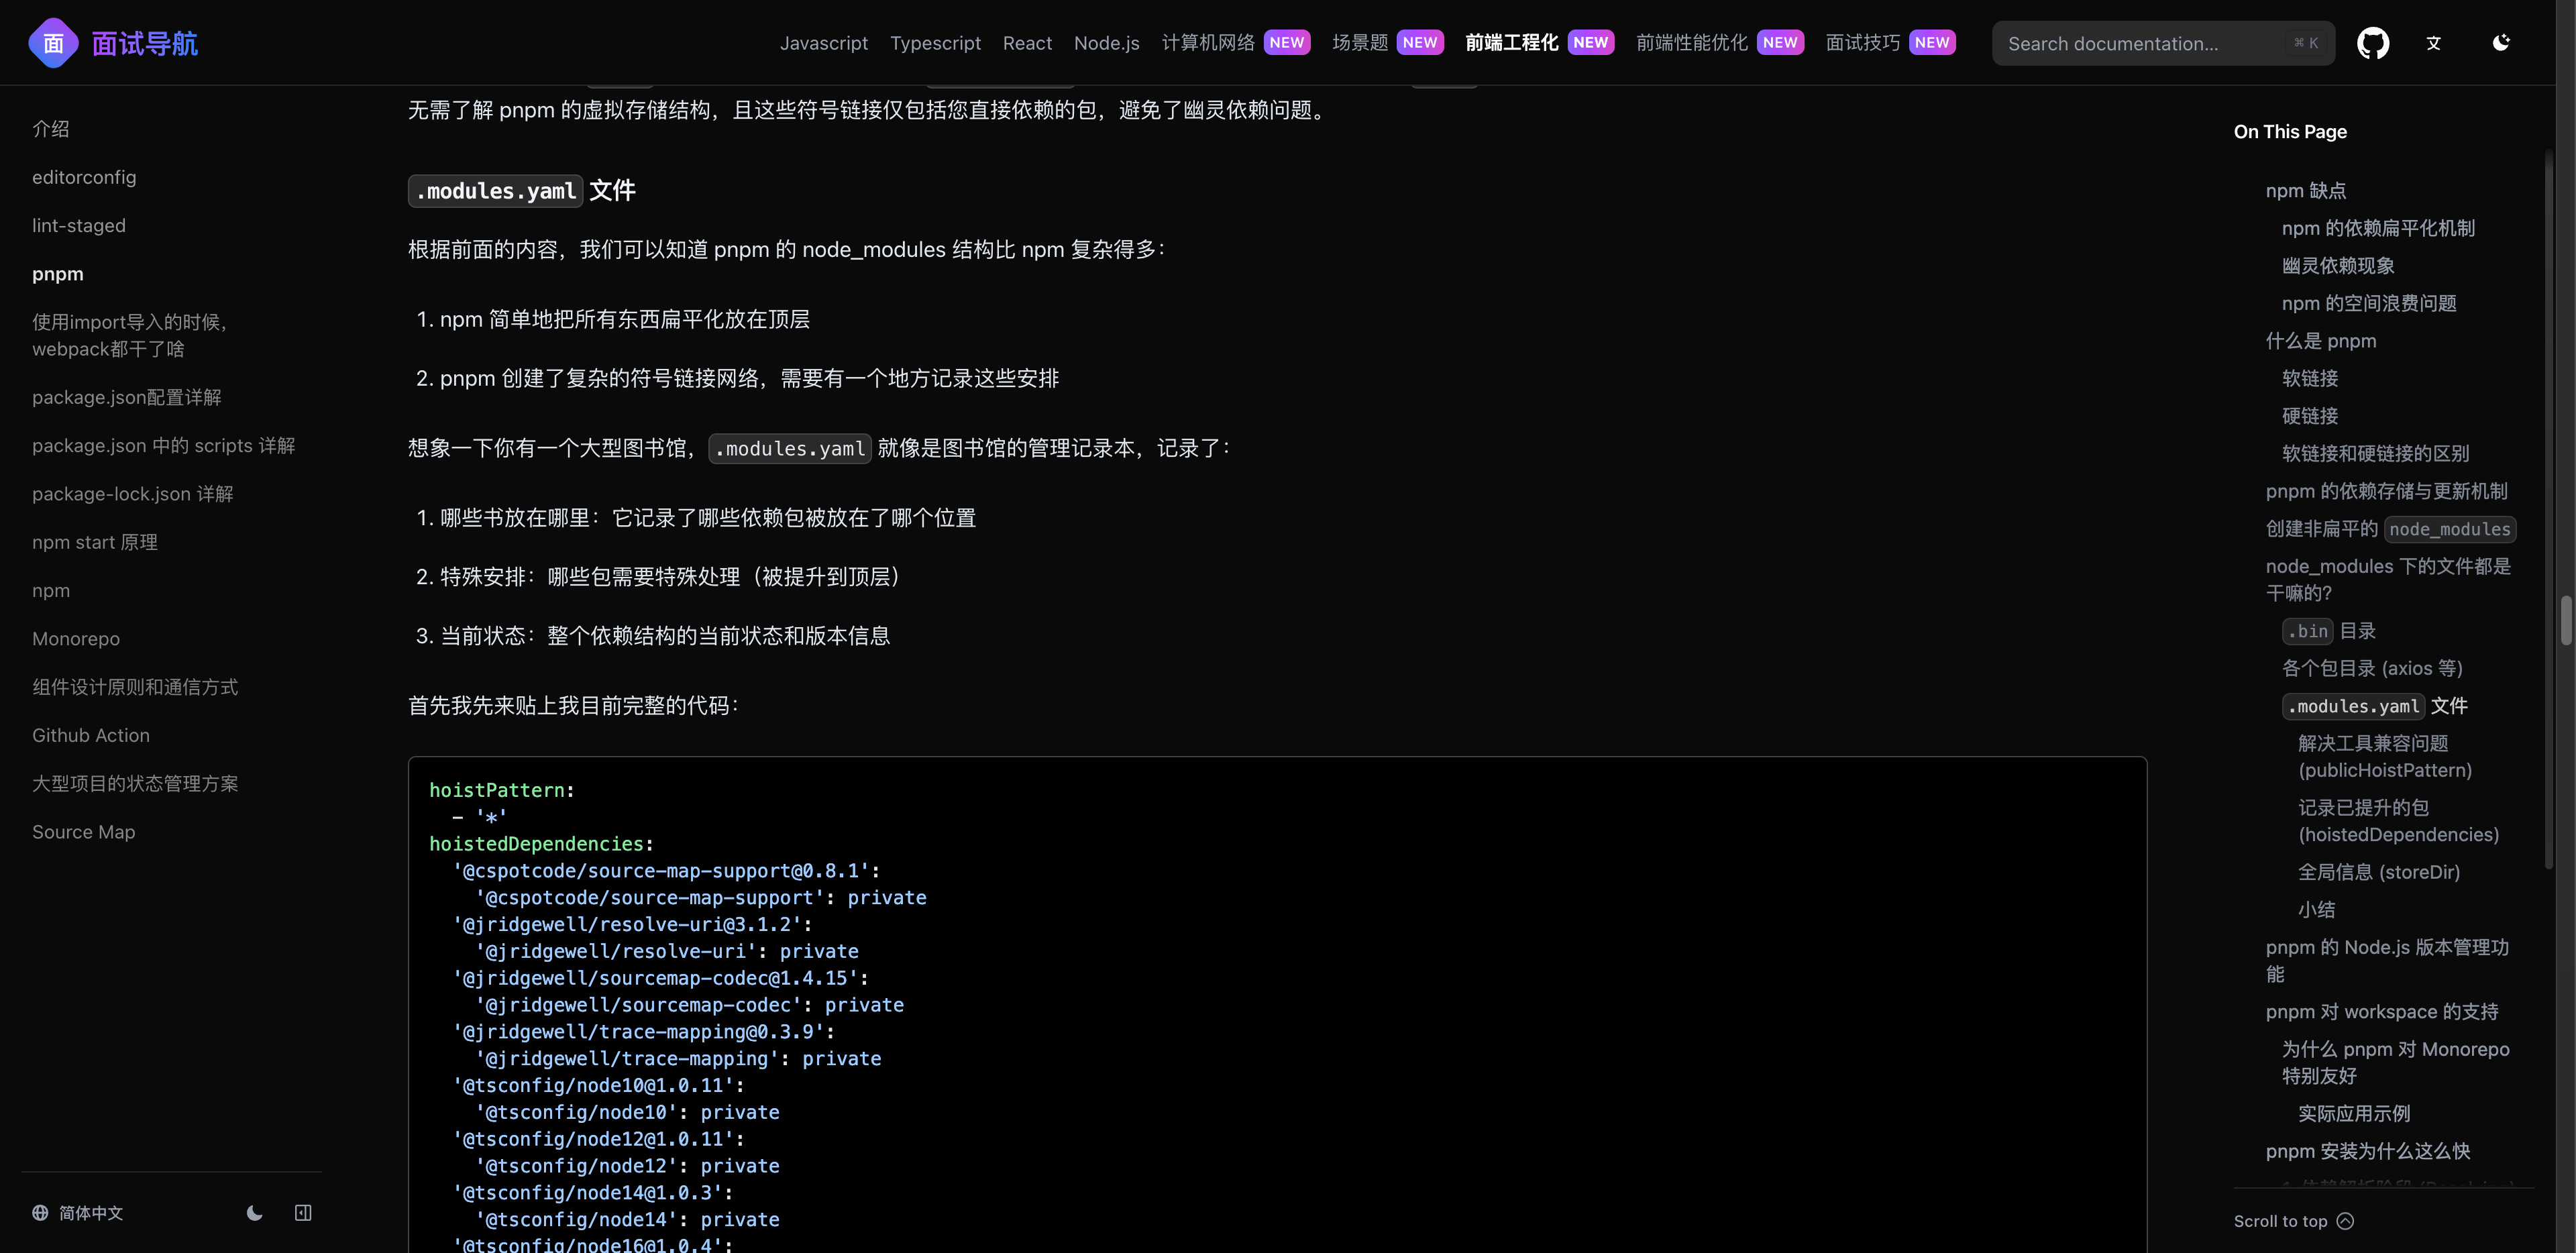 面 面试导航
Javascript Typescript React Node.js 计算机网络 NEW 场景题 NEW 前端工程化 NEW 前端性能优化 NEW 面试技巧 NEW Search documentation... ⌘ K 文
介绍
editorconfig
lint-staged
pnpm
使用import导入的时候，
webpack都干了啥
package.json配置详解
package.json 中的 scripts 详解
package-lock.json 详解
npm start 原理
npm
Monorepo
组件设计原则和通信方式
Github Action
大型项目的状态管理方案
Source Map
简体中文
无需了解 pnpm 的虚拟存储结构，且这些符号链接仅包括您直接依赖的包，避免了幽灵依赖问题。
.modules.yaml 文件
根据前面的内容，我们可以知道 pnpm 的 node_modules 结构比 npm 复杂得多：
1. npm 简单地把所有东西扁平化放在顶层
2. pnpm 创建了复杂的符号链接网络，需要有一个地方记录这些安排
想象一下你有一个大型图书馆，.modules.yaml 就像是图书馆的管理记录本，记录了：
1. 哪些书放在哪里：它记录了哪些依赖包被放在了哪个位置
2. 特殊安排：哪些包需要特殊处理（被提升到顶层）
3. 当前状态：整个依赖结构的当前状态和版本信息
首先我先来贴上我目前完整的代码：
hoistPattern:
  - '*'
hoistedDependencies:
  '@cspotcode/source-map-support@0.8.1':
    '@cspotcode/source-map-support': private
  '@jridgewell/resolve-uri@3.1.2':
    '@jridgewell/resolve-uri': private
  '@jridgewell/sourcemap-codec@1.4.15':
    '@jridgewell/sourcemap-codec': private
  '@jridgewell/trace-mapping@0.3.9':
    '@jridgewell/trace-mapping': private
  '@tsconfig/node10@1.0.11':
    '@tsconfig/node10': private
  '@tsconfig/node12@1.0.11':
    '@tsconfig/node12': private
  '@tsconfig/node14@1.0.3':
    '@tsconfig/node14': private
  '@tsconfig/node16@1.0.4':
On This Page
npm 缺点
npm 的依赖扁平化机制
幽灵依赖现象
npm 的空间浪费问题
什么是 pnpm
软链接
硬链接
软链接和硬链接的区别
pnpm 的依赖存储与更新机制
创建非扁平的 node_modules
node_modules 下的文件都是
干嘛的?
.bin 目录
各个包目录 (axios 等)
.modules.yaml 文件
解决工具兼容问题
(publicHoistPattern)
记录已提升的包
(hoistedDependencies)
全局信息 (storeDir)
小结
pnpm 的 Node.js 版本管理功
能
pnpm 对 workspace 的支持
为什么 pnpm 对 Monorepo
特别友好
实际应用示例
pnpm 安装为什么这么快
Scroll to top